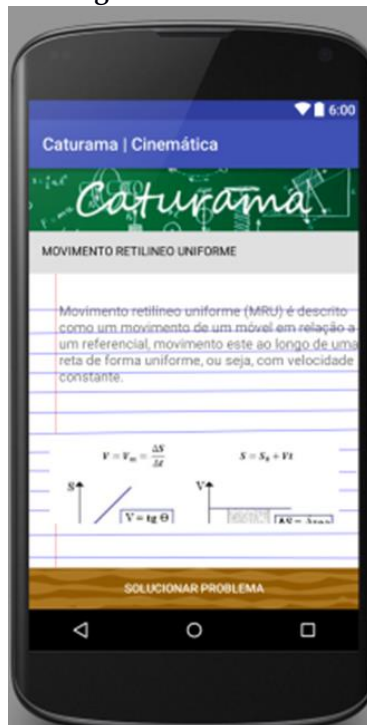 6:00
Caturama | Cinemática
Caturama
MOVIMENTO RETILINEO UNIFORME
Movimento retilíneo uniforme (MRU) é descrito
como um movimento de um móvel em relação a
um referencial, movimento este ao longo de uma
reta de forma uniforme, ou seja, com velocidade
constante.
V = Vm = ΔS/Δt
S = S₀ + Vt
S
V = tg Θ
V
SOLUCIONAR PROBLEMA